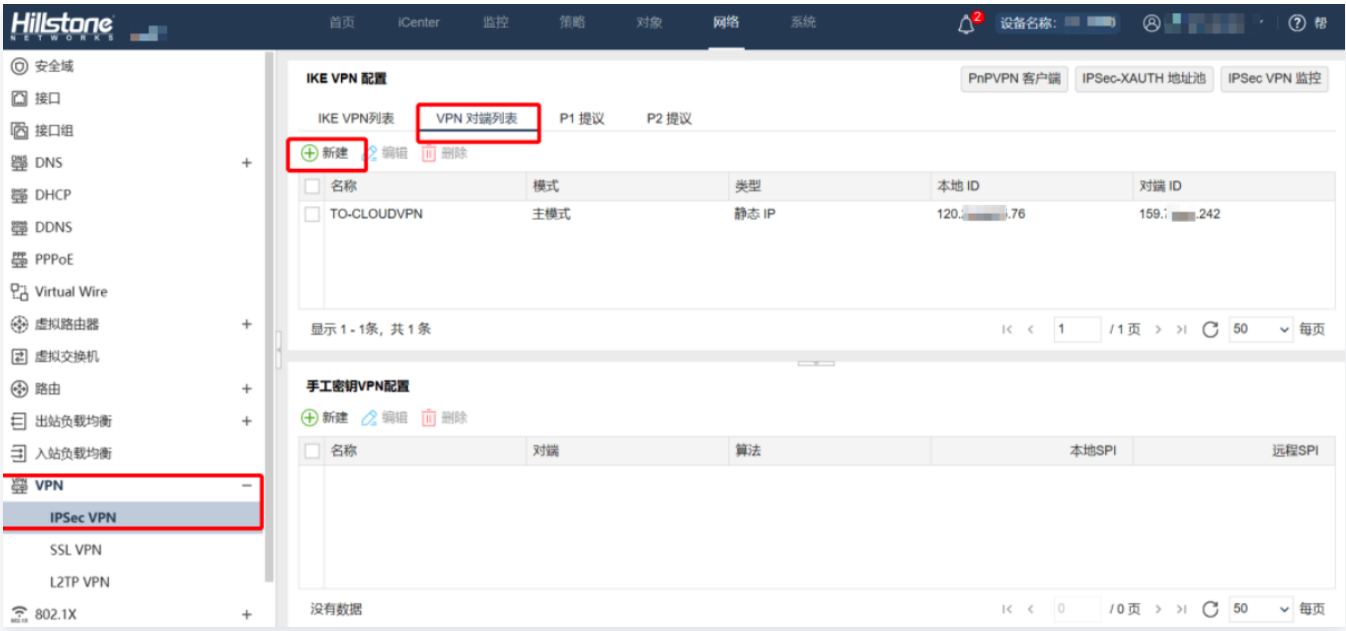 Hillstone
NETWORKS
首页 iCenter 监控 策略 对象 网络 系统
2 设备名称:
帮
安全域
接口
接口组
DNS +
DHCP
DDNS
PPPoE
Virtual Wire
虚拟路由器 +
虚拟交换机
路由 +
出站负载均衡 +
入站负载均衡
VPN −
IPSec VPN
SSL VPN
L2TP VPN
802.1X +
IKE VPN 配置
PnPVPN 客户端 IPSec-XAUTH 地址池 IPSec VPN 监控
IKE VPN列表 VPN 对端列表 P1 提议 P2 提议
新建 编辑 删除
名称 模式 类型 本地 ID 对端 ID
TO-CLOUDVPN 主模式 静态 IP 120. .76 159. .242
显示 1 - 1条, 共 1 条
1 / 1 页 50 每页
手工密钥VPN配置
新建 编辑 删除
名称 对端 算法 本地SPI 远程SPI
没有数据
0 / 0 页 50 每页